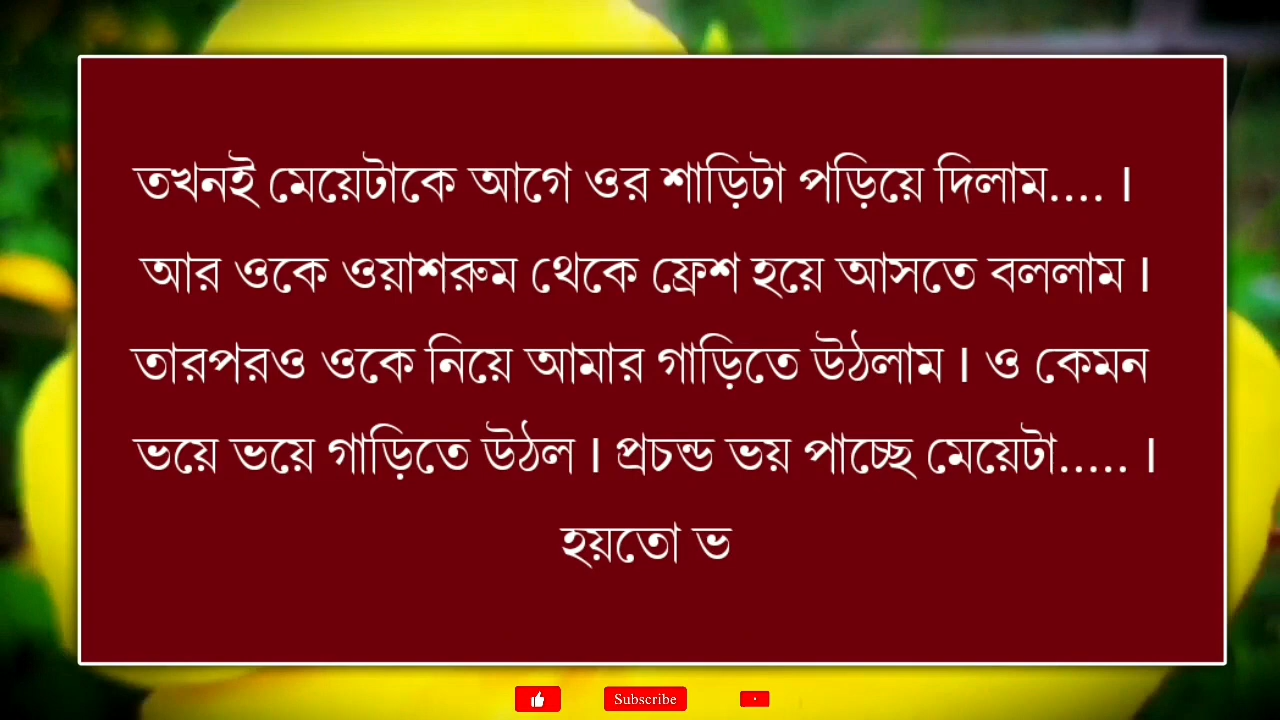 তখনই মেয়েটাকে আগে ওর শাড়িটা পড়িয়ে দিলাম.... ।
আর ওকে ওয়াশরুম থেকে ফ্রেশ হয়ে আসতে বললাম ।
তারপরও ওকে নিয়ে আমার গাড়িতে উঠলাম । ও কেমন
ভয়ে ভয়ে গাড়িতে উঠল । প্রচন্ড ভয় পাচ্ছে মেয়েটা..... ।
হয়তো ভ
Subscribe